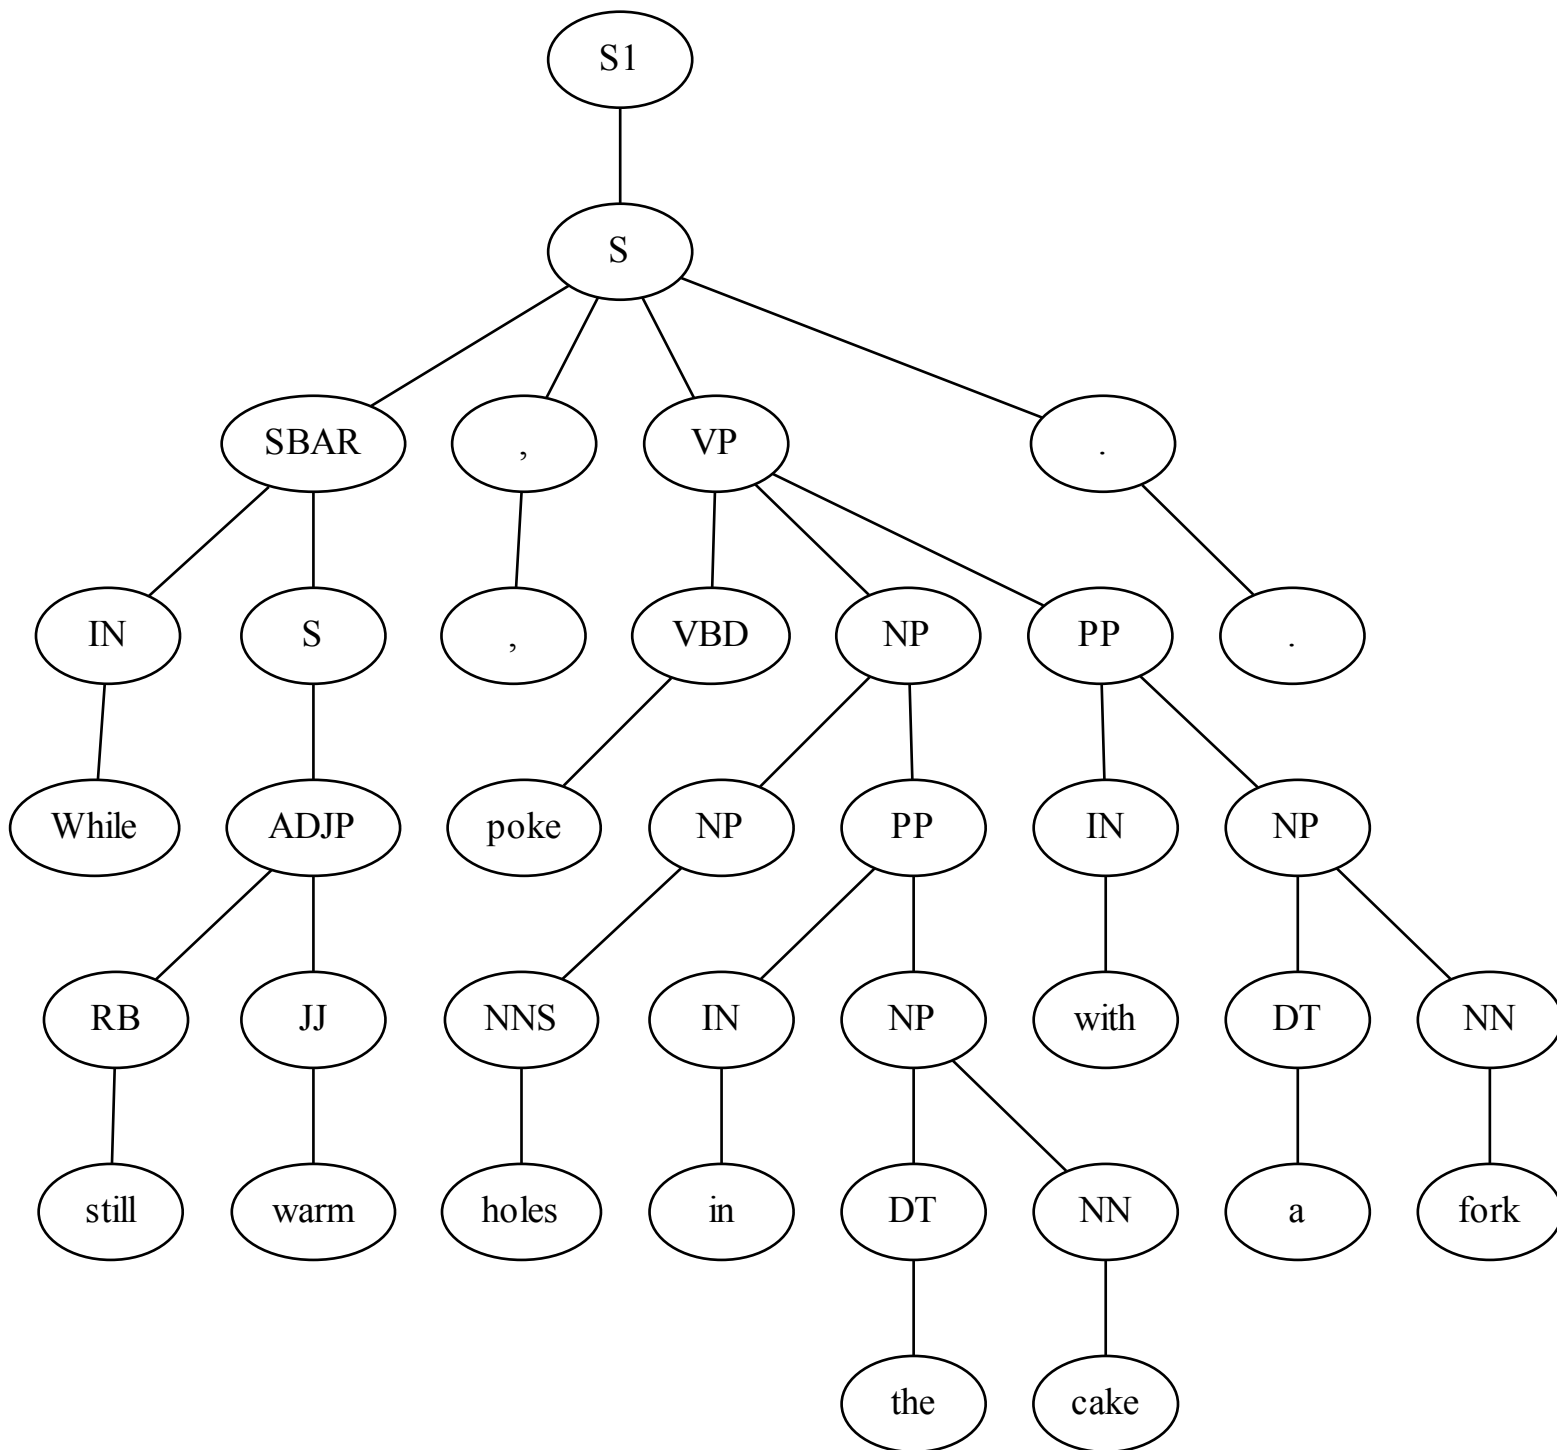 S1
S
SBAR , VP .
IN S , VBD NP PP .
While ADJP poke NP PP IN NP
RB JJ NNS IN NP with DT NN
still warm holes in DT NN a fork
the cake